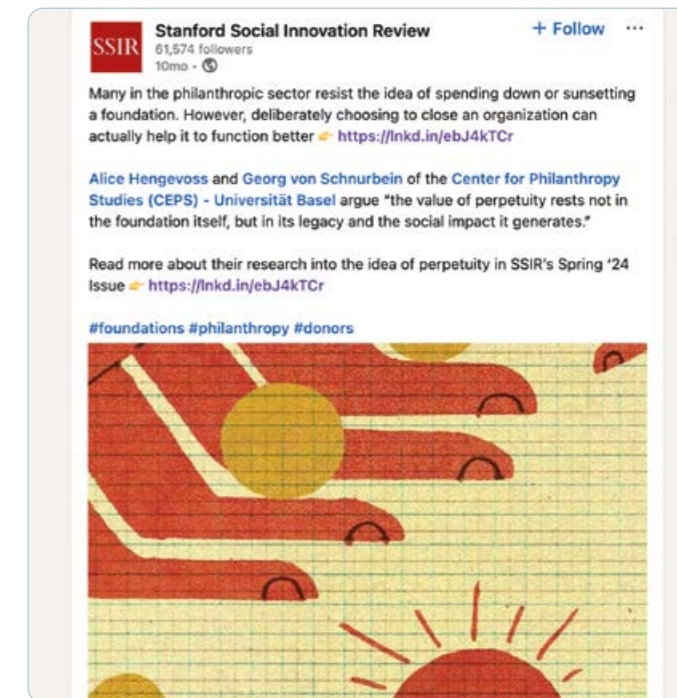 SSIR
Stanford Social Innovation Review
+ Follow ...
61,574 followers
10mo •
Many in the philanthropic sector resist the idea of spending down or sunsetting
a foundation. However, deliberately choosing to close an organization can
actually help it to function better 👉 https://lnkd.in/ebJ4kTCr
Alice Hengevoss and Georg von Schnurbein of the Center for Philanthropy
Studies (CEPS) - Universität Basel argue "the value of perpetuity rests not in
the foundation itself, but in its legacy and the social impact it generates."
Read more about their research into the idea of perpetuity in SSIR's Spring '24
Issue 👉 https://lnkd.in/ebJ4kTCr
#foundations #philanthropy #donors